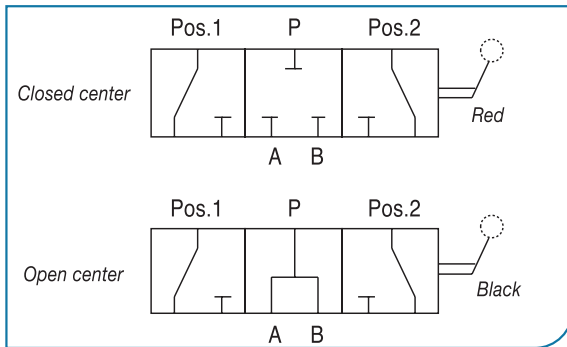 Pos.1 P Pos.2
Closed center
Red
A B
Pos.1 P Pos.2
Open center
Black
A B